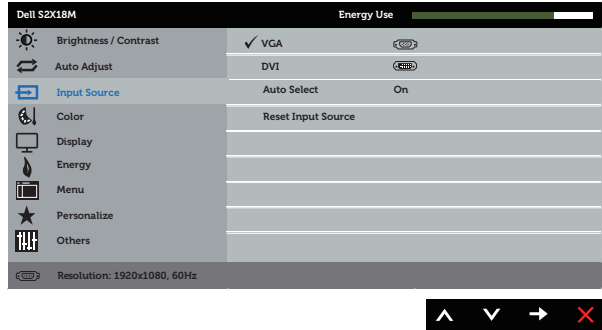 Dell S2X18M Energy Use
Brightness / Contrast
Auto Adjust
Input Source
Color
Display
Energy
Menu
Personalize
Others
VGA
DVI
Auto Select On
Reset Input Source
Resolution: 1920x1080, 60Hz